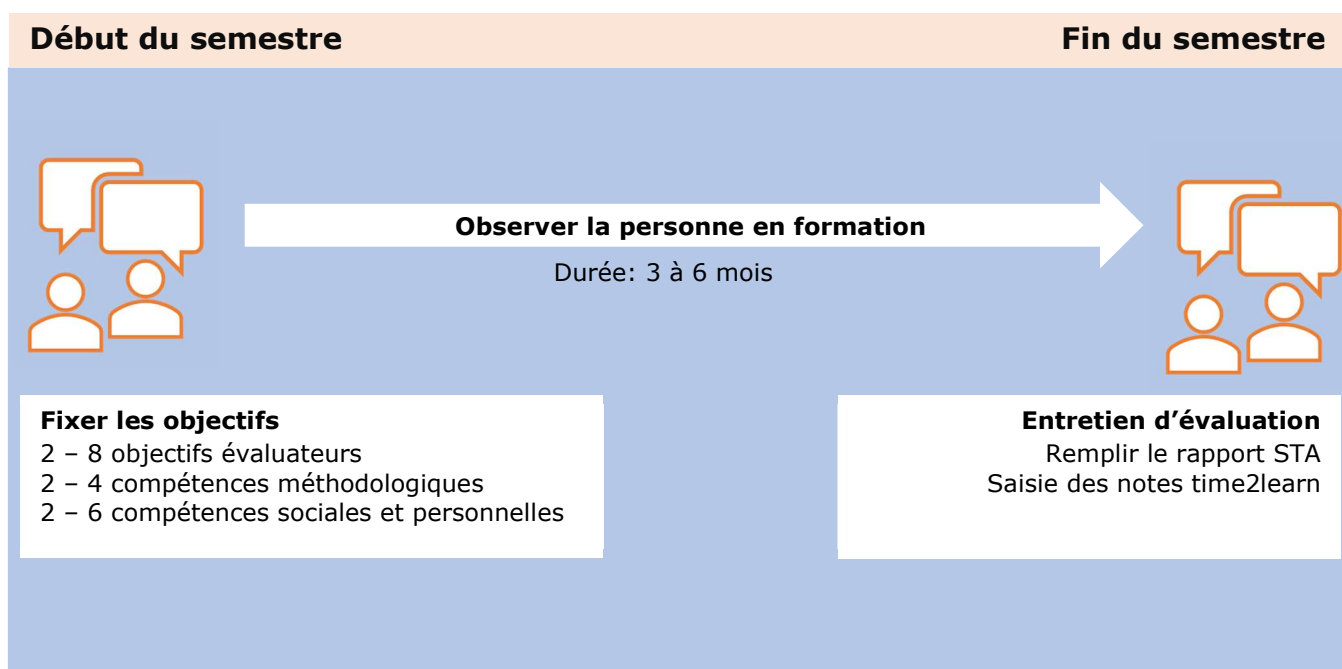 Début du semestre
Fin du semestre
Observer la personne en formation
Durée: 3 à 6 mois
Fixer les objectifs
2 – 8 objectifs évaluateurs
2 – 4 compétences méthodologiques
2 – 6 compétences sociales et personnelles
Entretien d’évaluation
Remplir le rapport STA
Saisie des notes time2learn